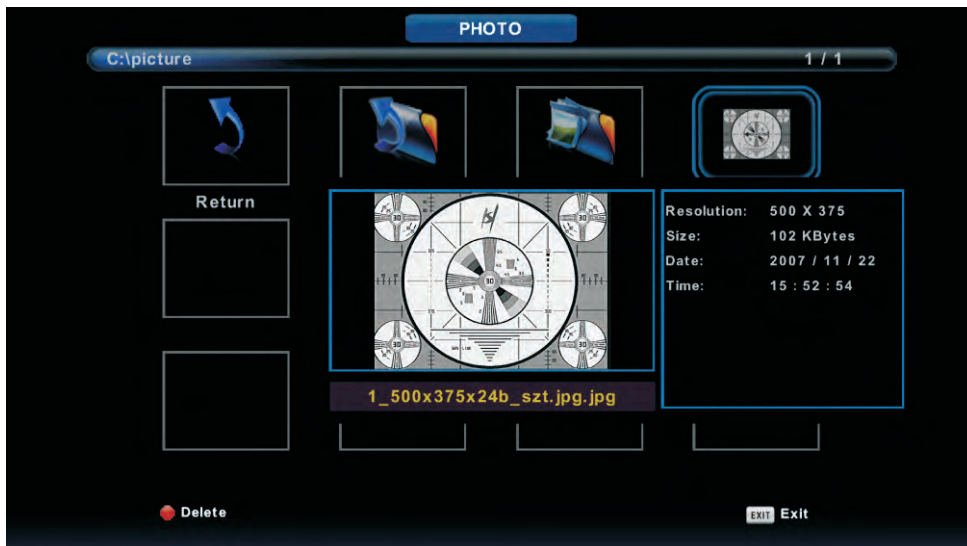 PHOTO
C:\picture 1 / 1
Return
Resolution: 500 X 375
Size: 102 KBytes
Date: 2007 / 11 / 22
Time: 15 : 52 : 54
1_500x375x24b_szt.jpg.jpg
Delete EXIT Exit